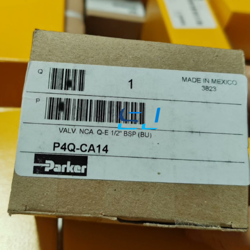 Q
1
MADE IN MEXICO
3823
P
VALV NCA Q-E 1/2" BSP (BU)
P4Q-CA14
Parker